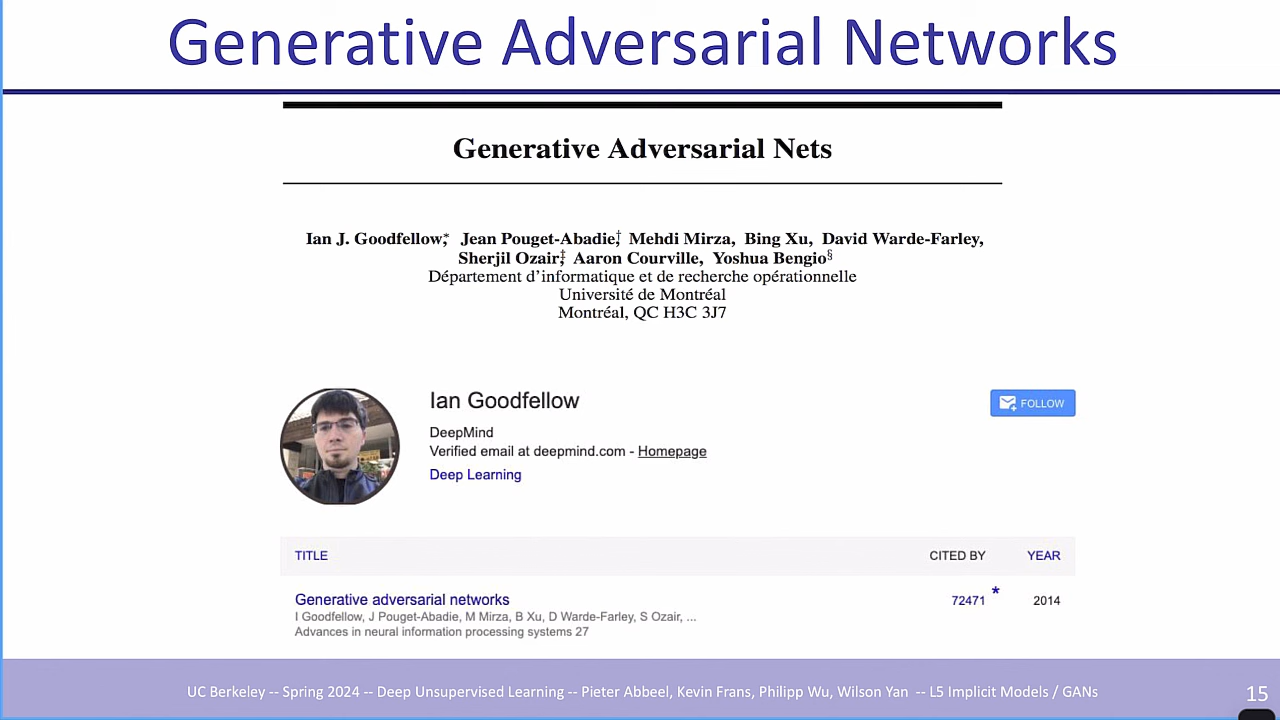 Generative Adversarial Networks
Generative Adversarial Nets
Ian J. Goodfellow,* Jean Pouget-Abadie,† Mehdi Mirza, Bing Xu, David Warde-Farley,
Sherjil Ozair,‡ Aaron Courville, Yoshua Bengio§
Département d'informatique et de recherche opérationnelle
Université de Montréal
Montréal, QC H3C 3J7
Ian Goodfellow
FOLLOW
DeepMind
Verified email at deepmind.com - Homepage
Deep Learning
TITLE CITED BY YEAR
Generative adversarial networks 72471 * 2014
I Goodfellow, J Pouget-Abadie, M Mirza, B Xu, D Warde-Farley, S Ozair, ...
Advances in neural information processing systems 27
UC Berkeley -- Spring 2024 -- Deep Unsupervised Learning -- Pieter Abbeel, Kevin Frans, Philipp Wu, Wilson Yan -- L5 Implicit Models / GANs
15